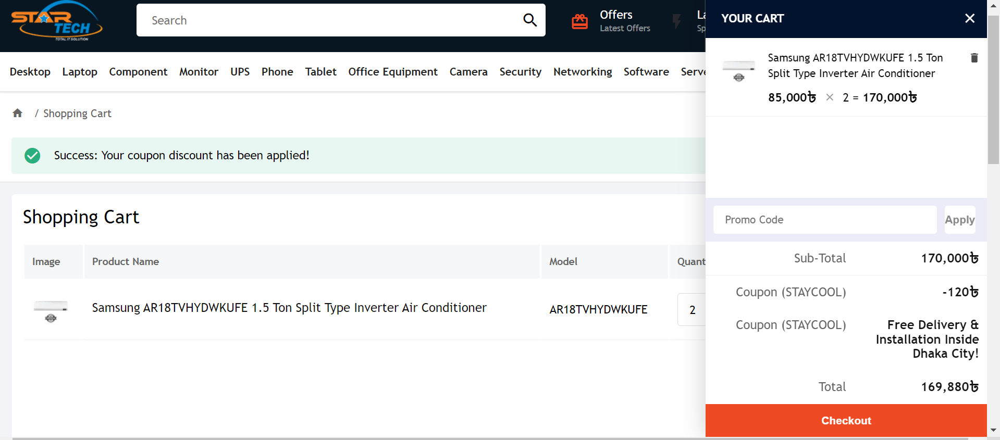 STAR
TECH
TOTAL IT SOLUTION
Search
Offers
Latest Offers
La
Sp
Desktop Laptop Component Monitor UPS Phone Tablet Office Equipment Camera Security Networking Software Serve
/ Shopping Cart
Success: Your coupon discount has been applied!
Shopping Cart
Image Product Name Model Quant
Samsung AR18TVHYDWKUFE 1.5 Ton Split Type Inverter Air Conditioner AR18TVHYDWKUFE 2
YOUR CART
Samsung AR18TVHYDWKUFE 1.5 Ton
Split Type Inverter Air Conditioner
85,000৳ × 2 = 170,000৳
Promo Code Apply
Sub-Total 170,000৳
Coupon (STAYCOOL) -120৳
Coupon (STAYCOOL) Free Delivery &
Installation Inside
Dhaka City!
Total 169,880৳
Checkout